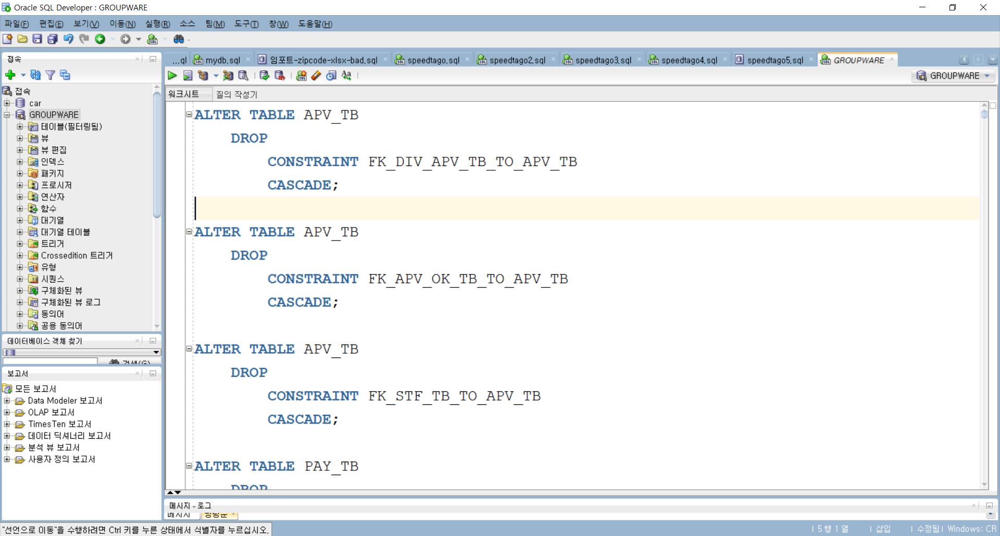 Oracle SQL Developer : GROUPWARE
파일(F) 편집(E) 보기(V) 이동(N) 실행(R) 소스 팀(M) 도구(T) 창(W) 도움말(H)
접속
...ql mydb.sql 임포트-zipcode-xlsx-bad.sql speedtago.sql speedtago2.sql speedtago3.sql speedtago4.sql speedtago5.sql GROUPWARE
GROUPWARE
워크시트 질의 작성기
접속
car
GROUPWARE
테이블(필터링됨)
뷰
뷰 편집
인덱스
패키지
프로시저
연산자
함수
대기열
대기열 테이블
트리거
Crossedition 트리거
유형
시퀀스
구체화된 뷰
구체화된 뷰 로그
동의어
공용 동의어
데이터베이스 객체 찾기
검색(G)
보고서
모든 보고서
Data Modeler 보고서
OLAP 보고서
TimesTen 보고서
데이터 딕셔너리 보고서
분석 뷰 보고서
사용자 정의 보고서
ALTER TABLE APV_TB
DROP
CONSTRAINT FK_DIV_APV_TB_TO_APV_TB
CASCADE;
ALTER TABLE APV_TB
DROP
CONSTRAINT FK_APV_OK_TB_TO_APV_TB
CASCADE;
ALTER TABLE APV_TB
DROP
CONSTRAINT FK_STF_TB_TO_APV_TB
CASCADE;
ALTER TABLE PAY_TB
DROP
메시지 - 로그
메시지
"선언으로 이동"을 수행하려면 Ctrl 키를 누른 상태에서 식별자를 누르십시오.
5 행 1 열 삽입 수정됨 Windows: CR